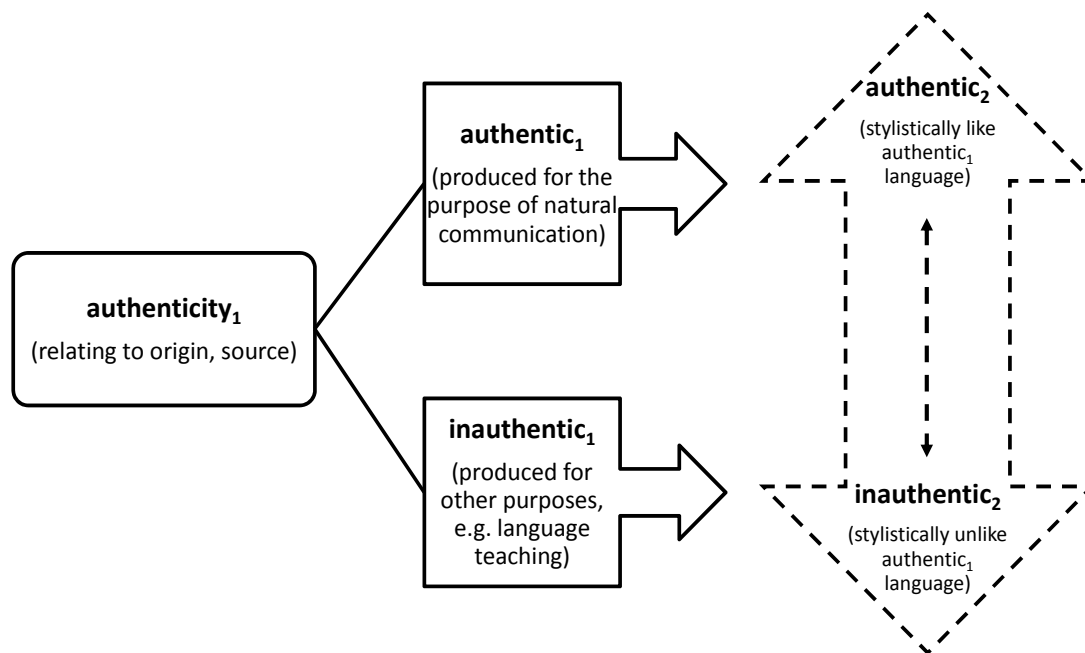 authenticity₁
(relating to origin, source)
authentic₁
(produced for the
purpose of natural
communication)
inauthentic₁
(produced for
other purposes,
e.g. language
teaching)
authentic₂
(stylistically like
authentic₁
language)
inauthentic₂
(stylistically unlike
authentic₁
language)